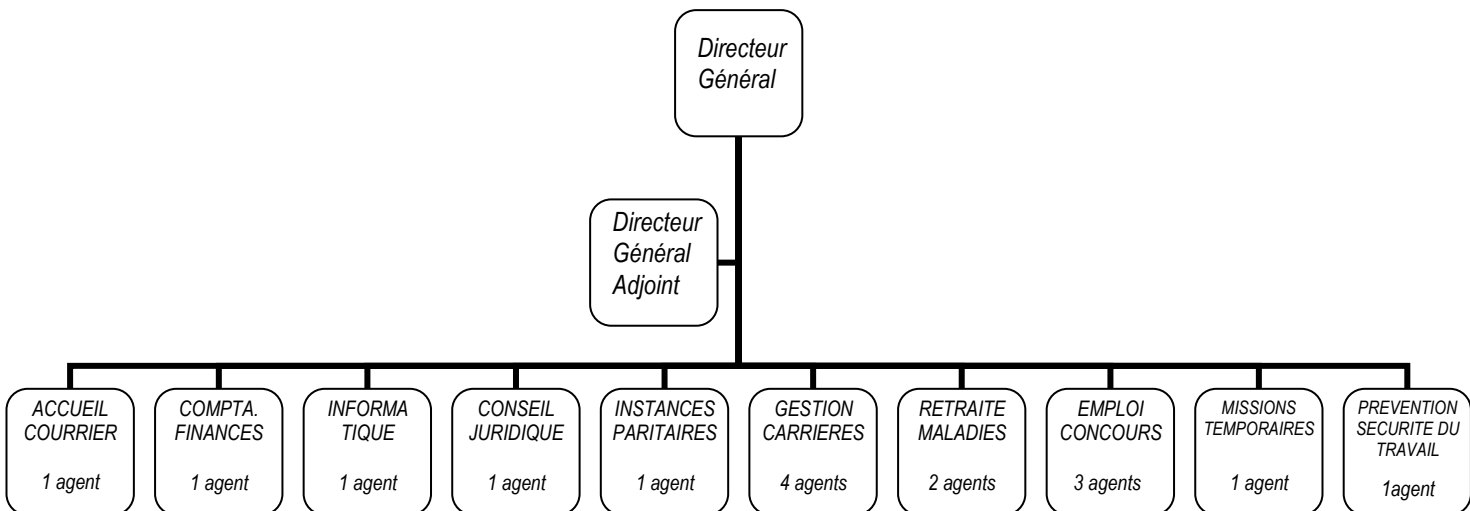 Directeur
Général
Directeur
Général
Adjoint
ACCUEIL
COURRIER
1 agent
COMPTA.
FINANCES
1 agent
INFORMA
TIQUE
1 agent
CONSEIL
JURIDIQUE
1 agent
INSTANCES
PARITAIRES
1 agent
GESTION
CARRIERES
4 agents
RETRAITE
MALADIES
2 agents
EMPLOI
CONCOURS
3 agents
MISSIONS
TEMPORAIRES
1 agent
PREVENTION
SECURITE DU
TRAVAIL
1agent